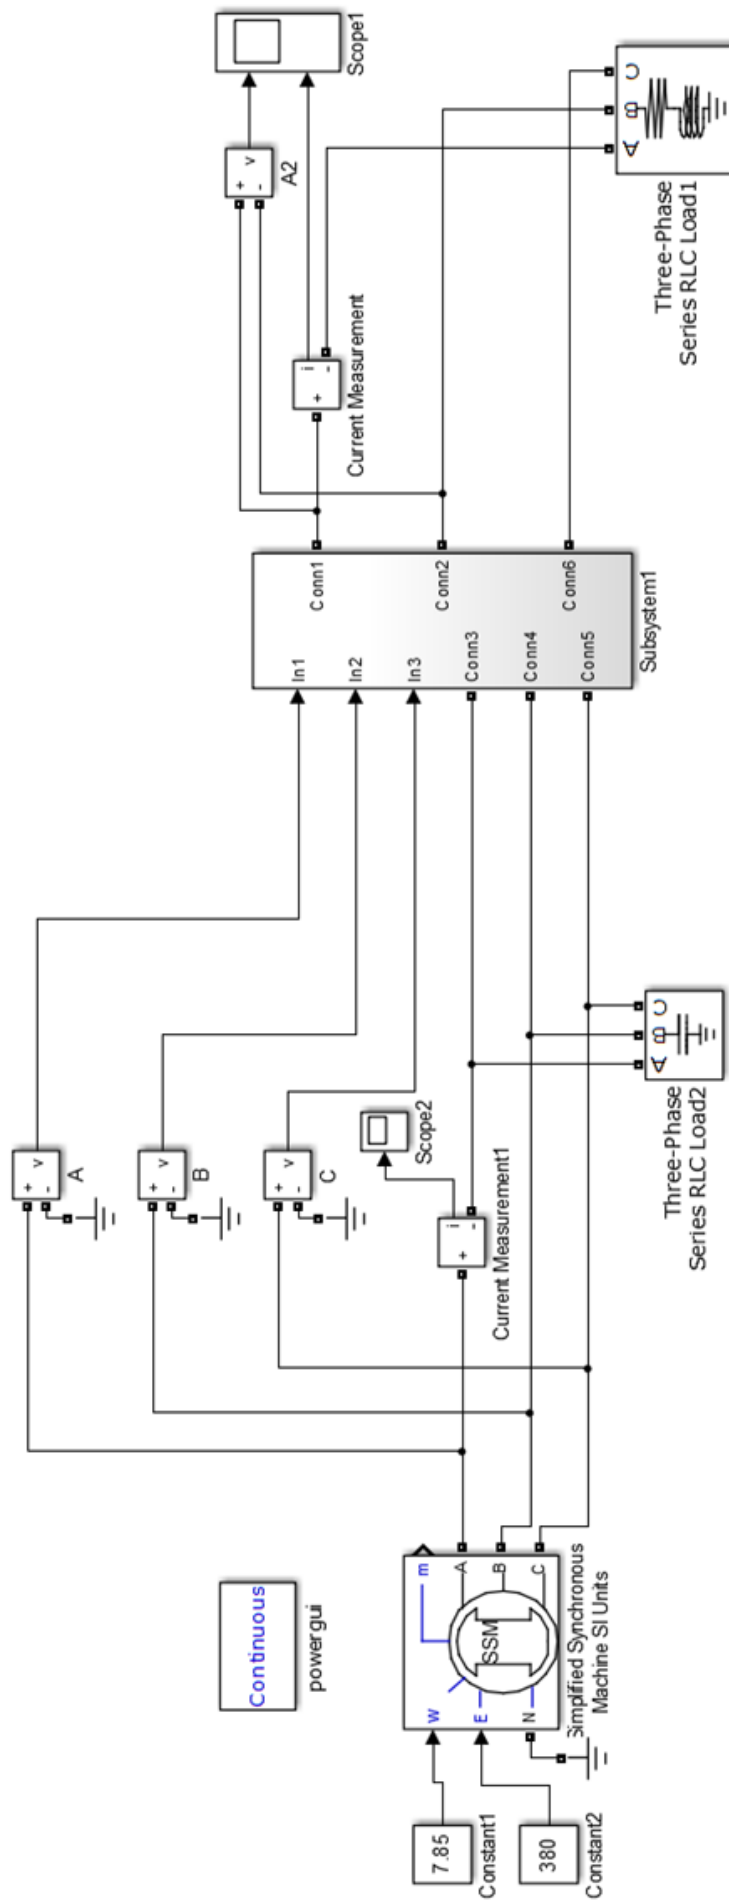 Continuous
powergui
7.85
Constant1
380
Constant2
W
E
N
m
A
B
C
SSM
Simplified Synchronous
Machine SI Units
+
-
v
A
+
-
v
B
+
-
v
C
Scope2
+
i
-
Current Measurement1
A
B
C
Three-Phase
Series RLC Load2
In1
In2
In3
Conn3
Conn4
Conn5
Conn1
Conn2
Conn6
Subsystem1
+
i
-
Current Measurement
+
-
v
A2
Scope1
A
B
C
Three-Phase
Series RLC Load1